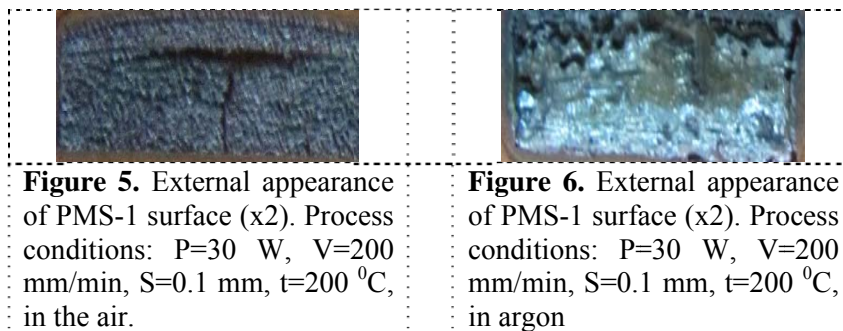 Figure 5. External appearance
of PMS-1 surface (x2). Process
conditions: P=30 W, V=200
mm/min, S=0.1 mm, t=200 ⁰C,
in the air.
Figure 6. External appearance
of PMS-1 surface (x2). Process
conditions: P=30 W, V=200
mm/min, S=0.1 mm, t=200 ⁰C,
in argon